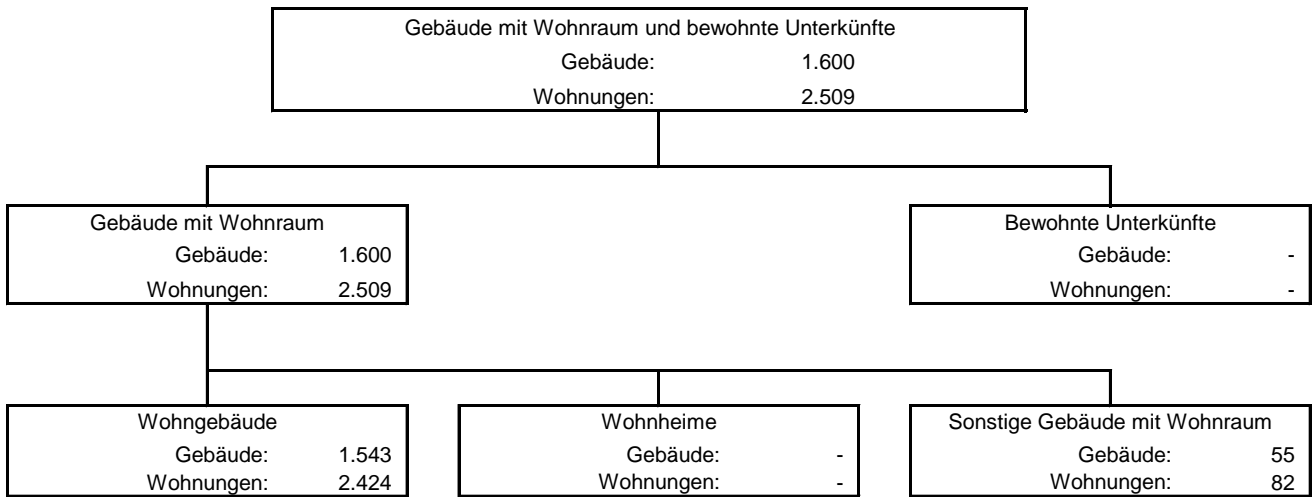 Gebäude mit Wohnraum und bewohnte Unterkünfte
Gebäude: 1.600
Wohnungen: 2.509
Gebäude mit Wohnraum
Gebäude: 1.600
Wohnungen: 2.509
Bewohnte Unterkünfte
Gebäude: -
Wohnungen: -
Wohngebäude
Gebäude: 1.543
Wohnungen: 2.424
Wohnheime
Gebäude: -
Wohnungen: -
Sonstige Gebäude mit Wohnraum
Gebäude: 55
Wohnungen: 82